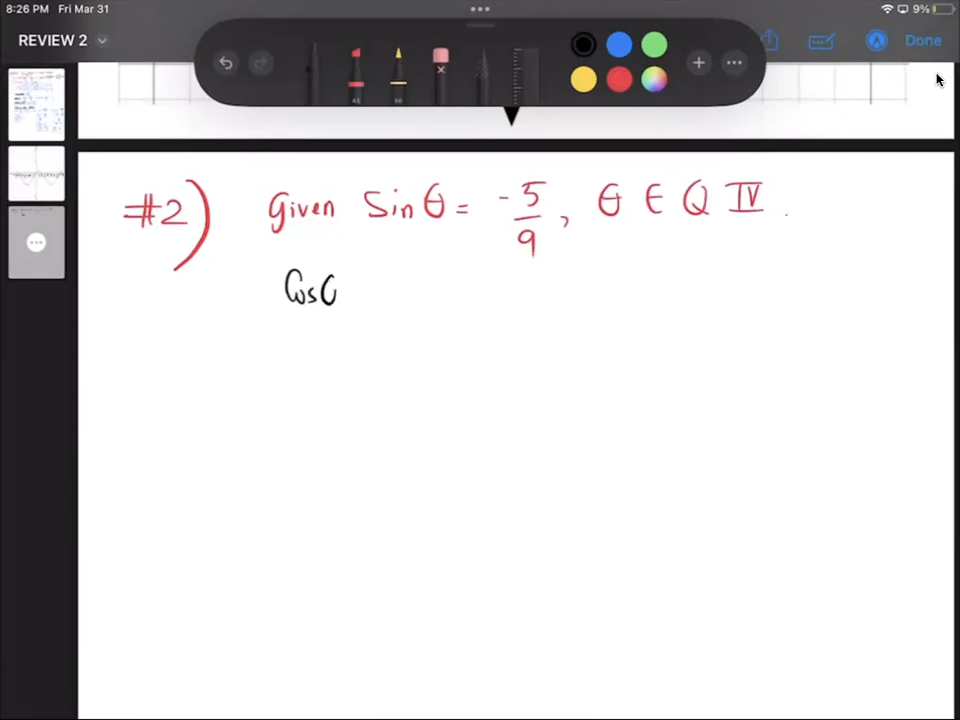 8:26 PM Fri Mar 31
9%
REVIEW 2
Done
#2) Given Sin θ = -5/9, θ ∈ Q IV.
Cos